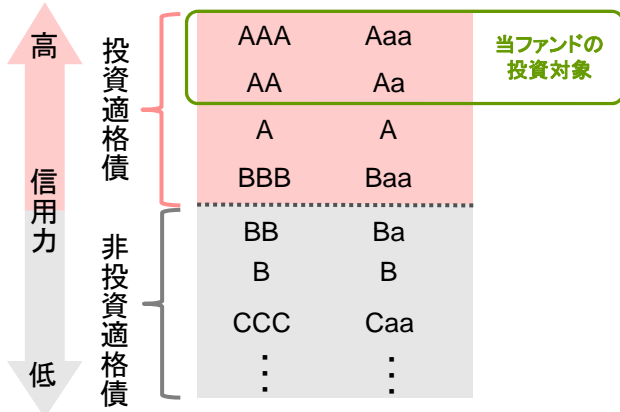 高
信用力
低
投資適格債
非投資適格債
AAA Aaa
AA Aa
A A
BBB Baa
BB Ba
B B
CCC Caa
⋮ ⋮
当ファンドの
投資対象